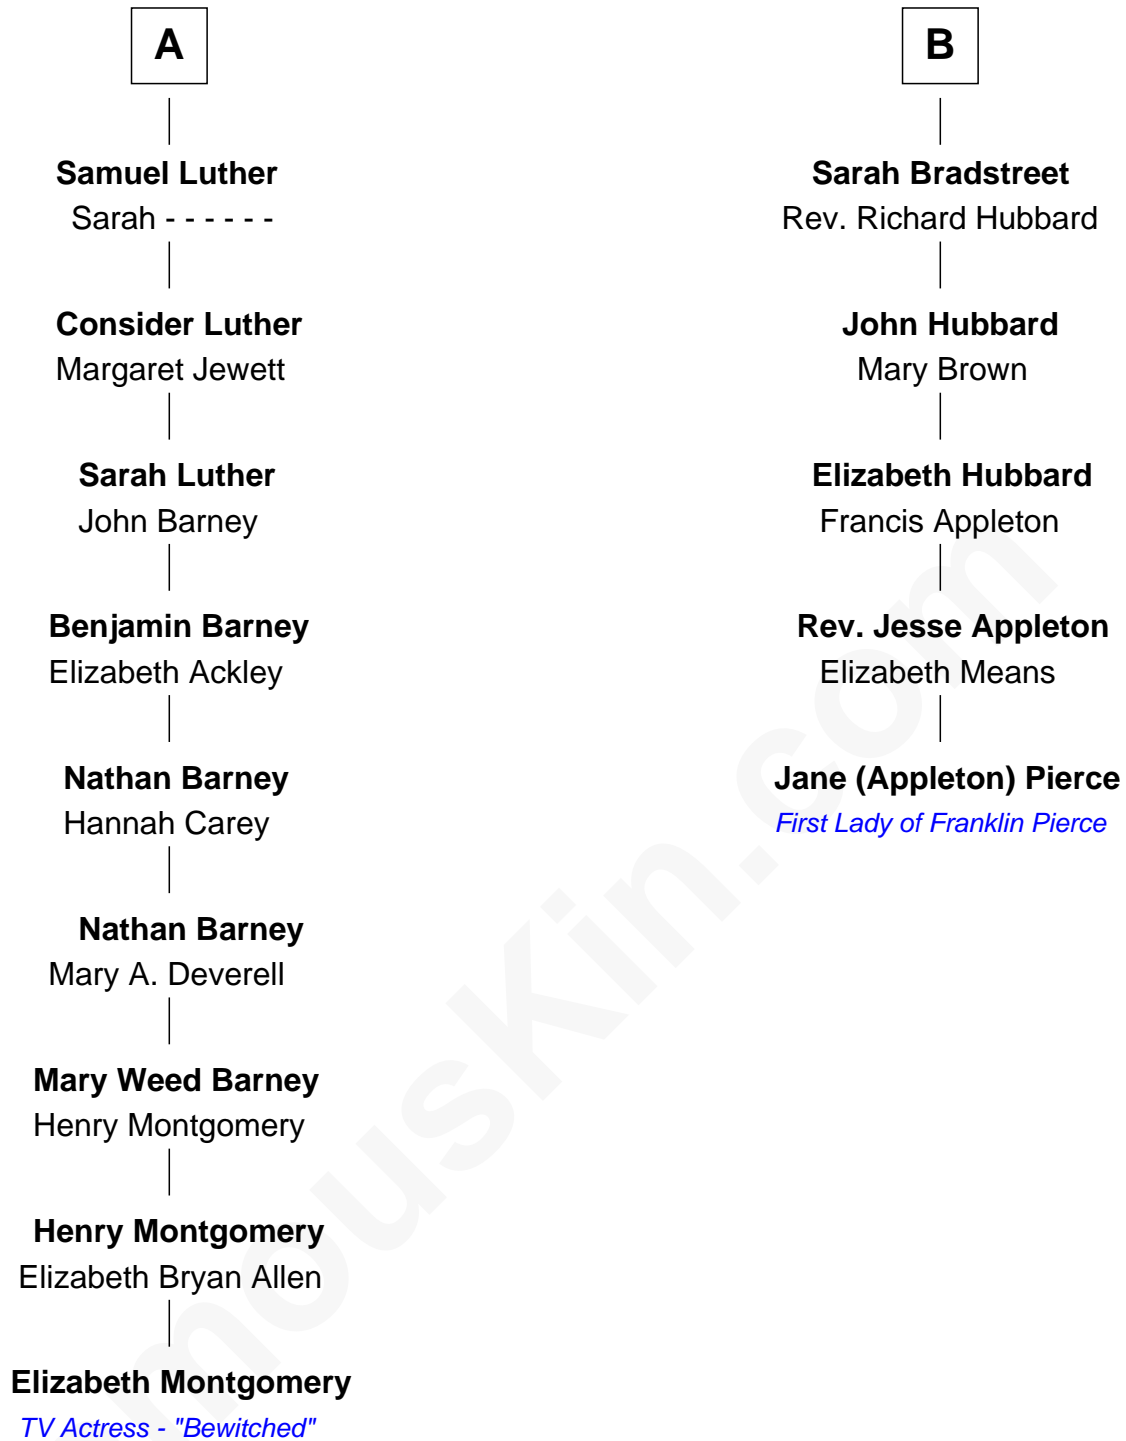 A
Samuel Luther
Sarah - - - - - -
Consider Luther
Margaret Jewett
Sarah Luther
John Barney
Benjamin Barney
Elizabeth Ackley
Nathan Barney
Hannah Carey
Nathan Barney
Mary A. Deverell
Mary Weed Barney
Henry Montgomery
Henry Montgomery
Elizabeth Bryan Allen
Elizabeth Montgomery
TV Actress - "Bewitched"
B
Sarah Bradstreet
Rev. Richard Hubbard
John Hubbard
Mary Brown
Elizabeth Hubbard
Francis Appleton
Rev. Jesse Appleton
Elizabeth Means
Jane (Appleton) Pierce
First Lady of Franklin Pierce
mousKin.com